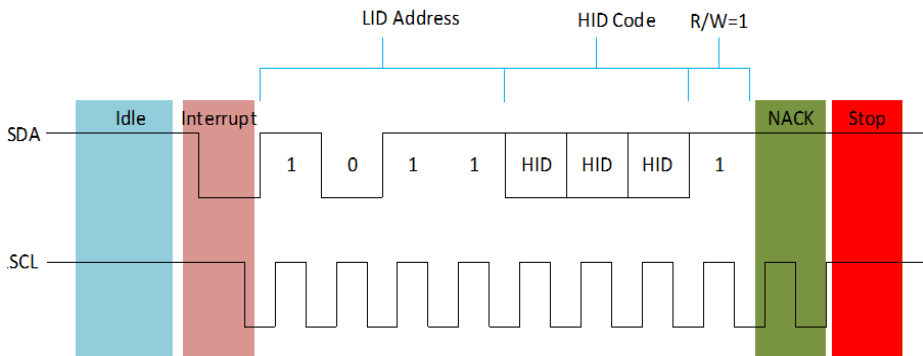 LID Address HID Code R/W=1
Idle Interrupt NACK Stop
SDA
1 0 1 1 HID HID HID 1
SCL